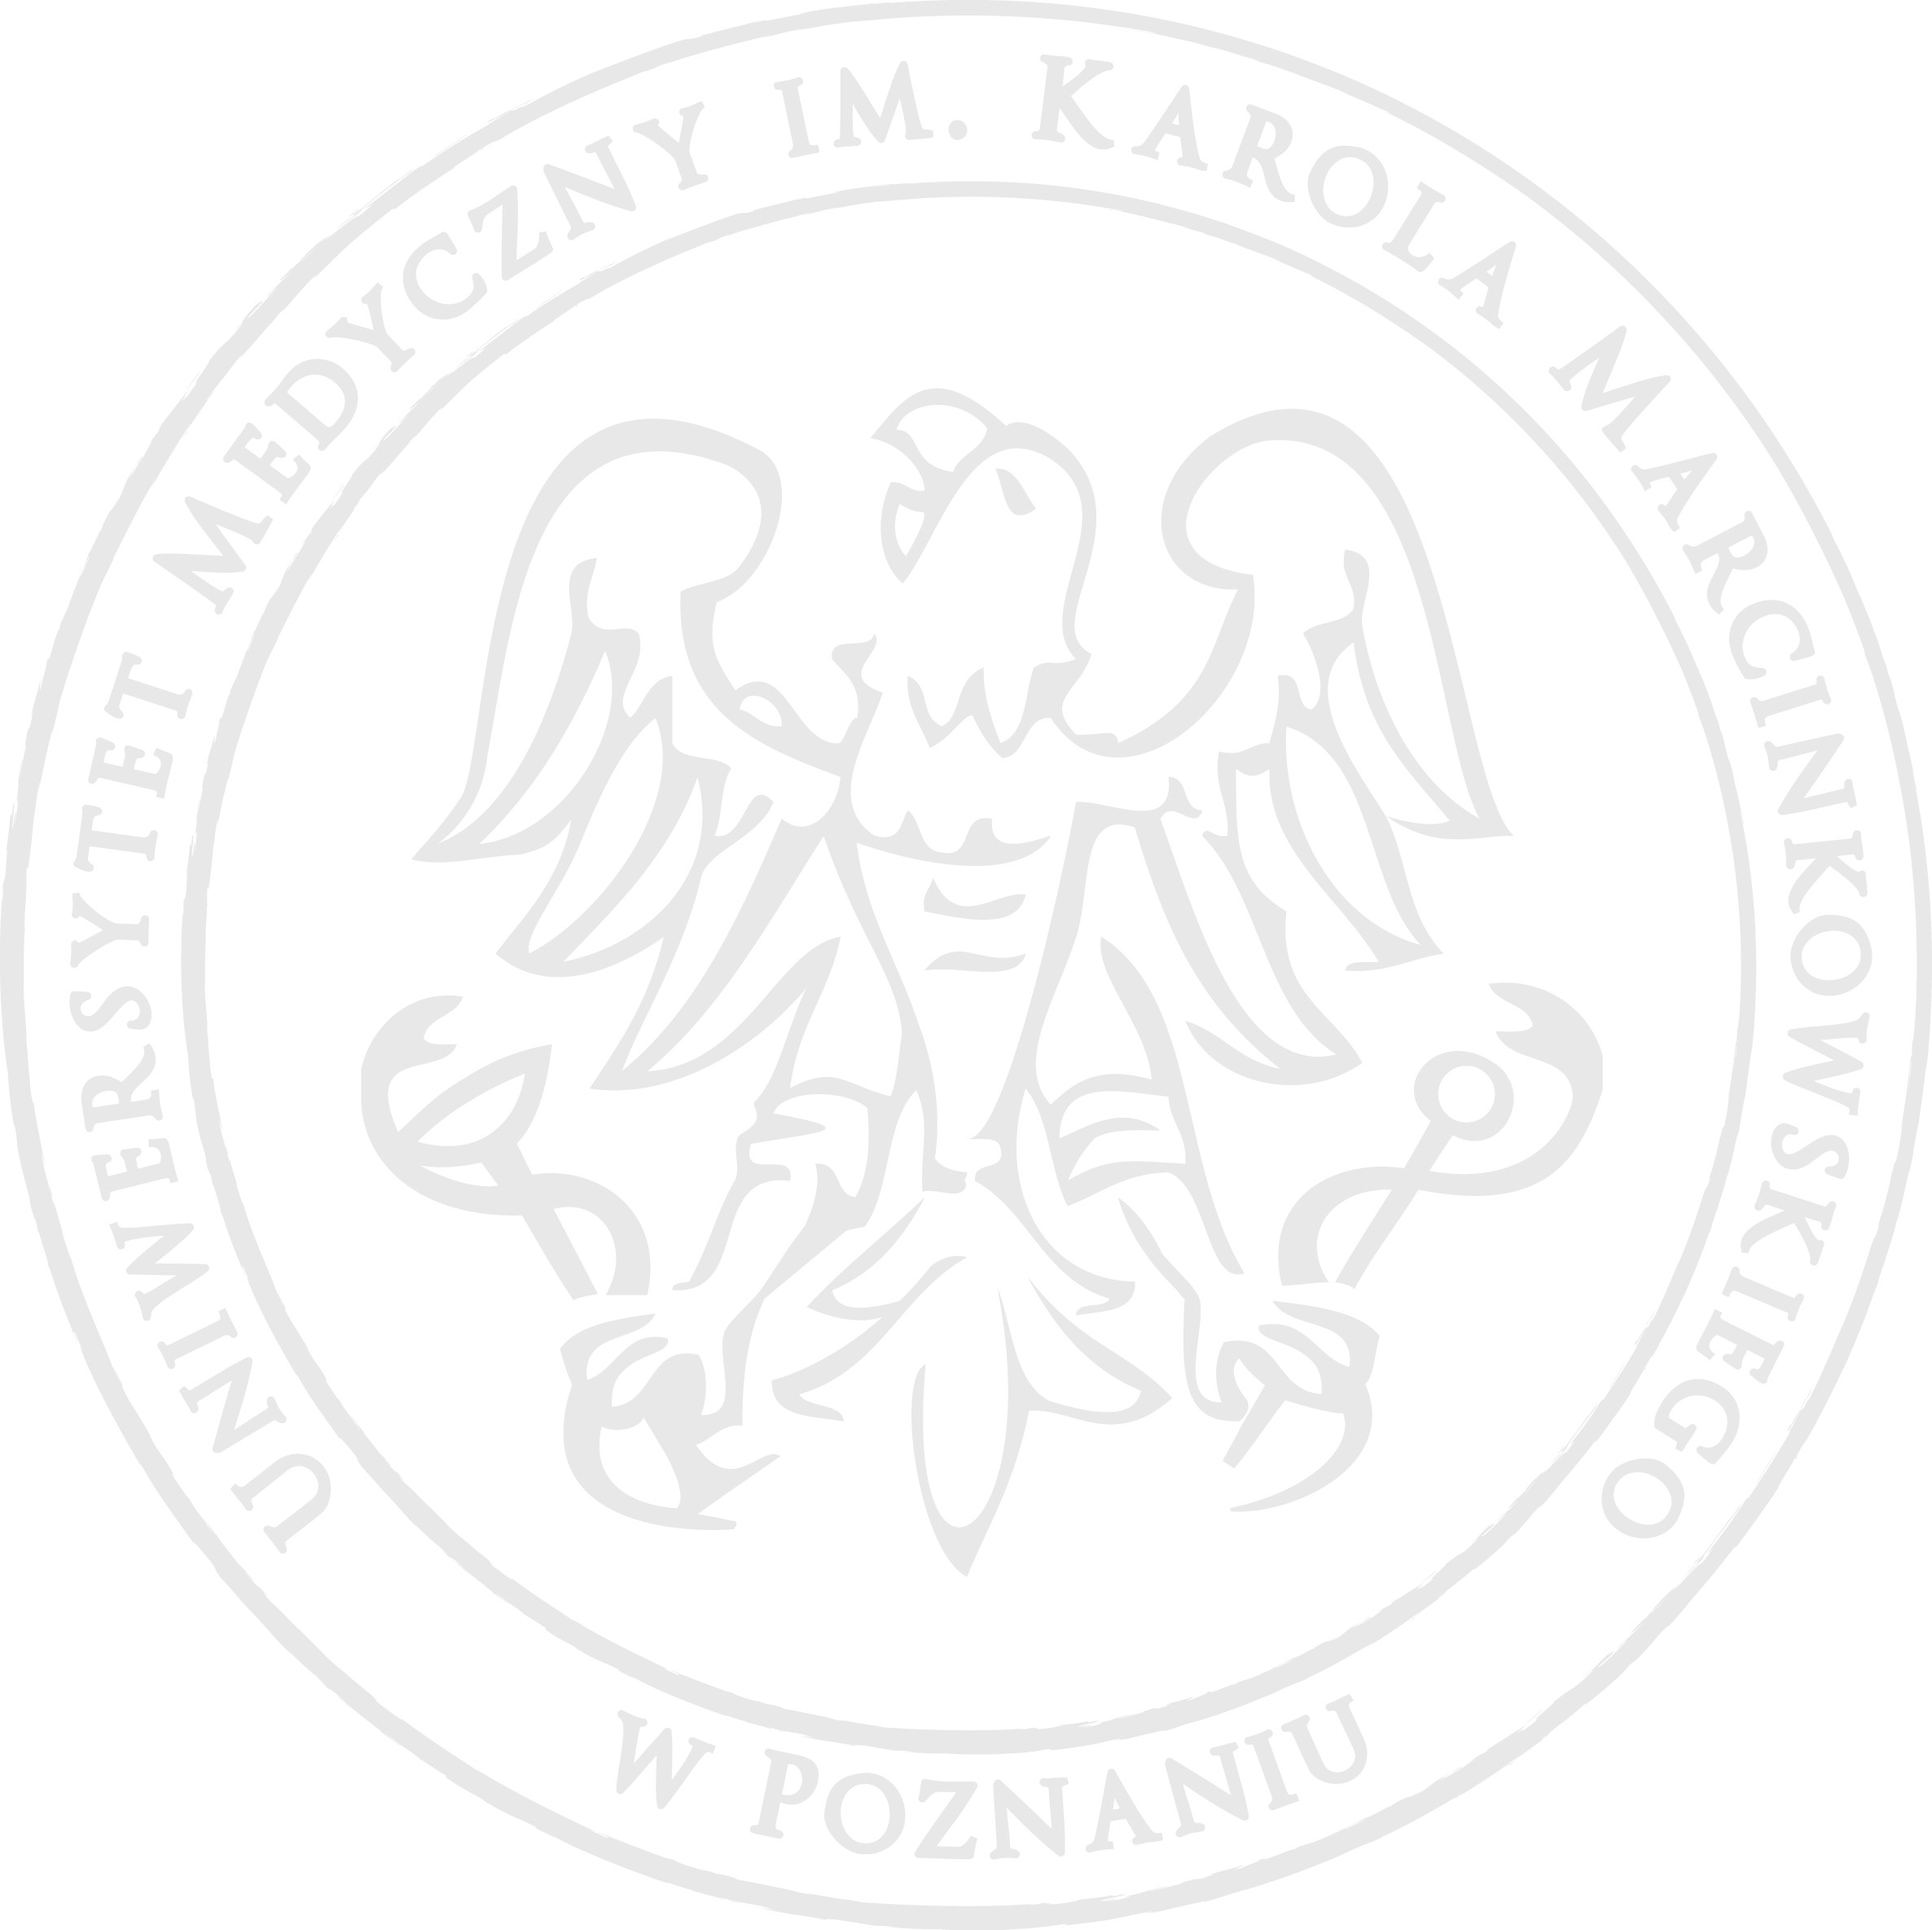 UNIWERSYTET MEDYCZNY IM. KAROLA MARCINKOWSKIEGO
W POZNANIU